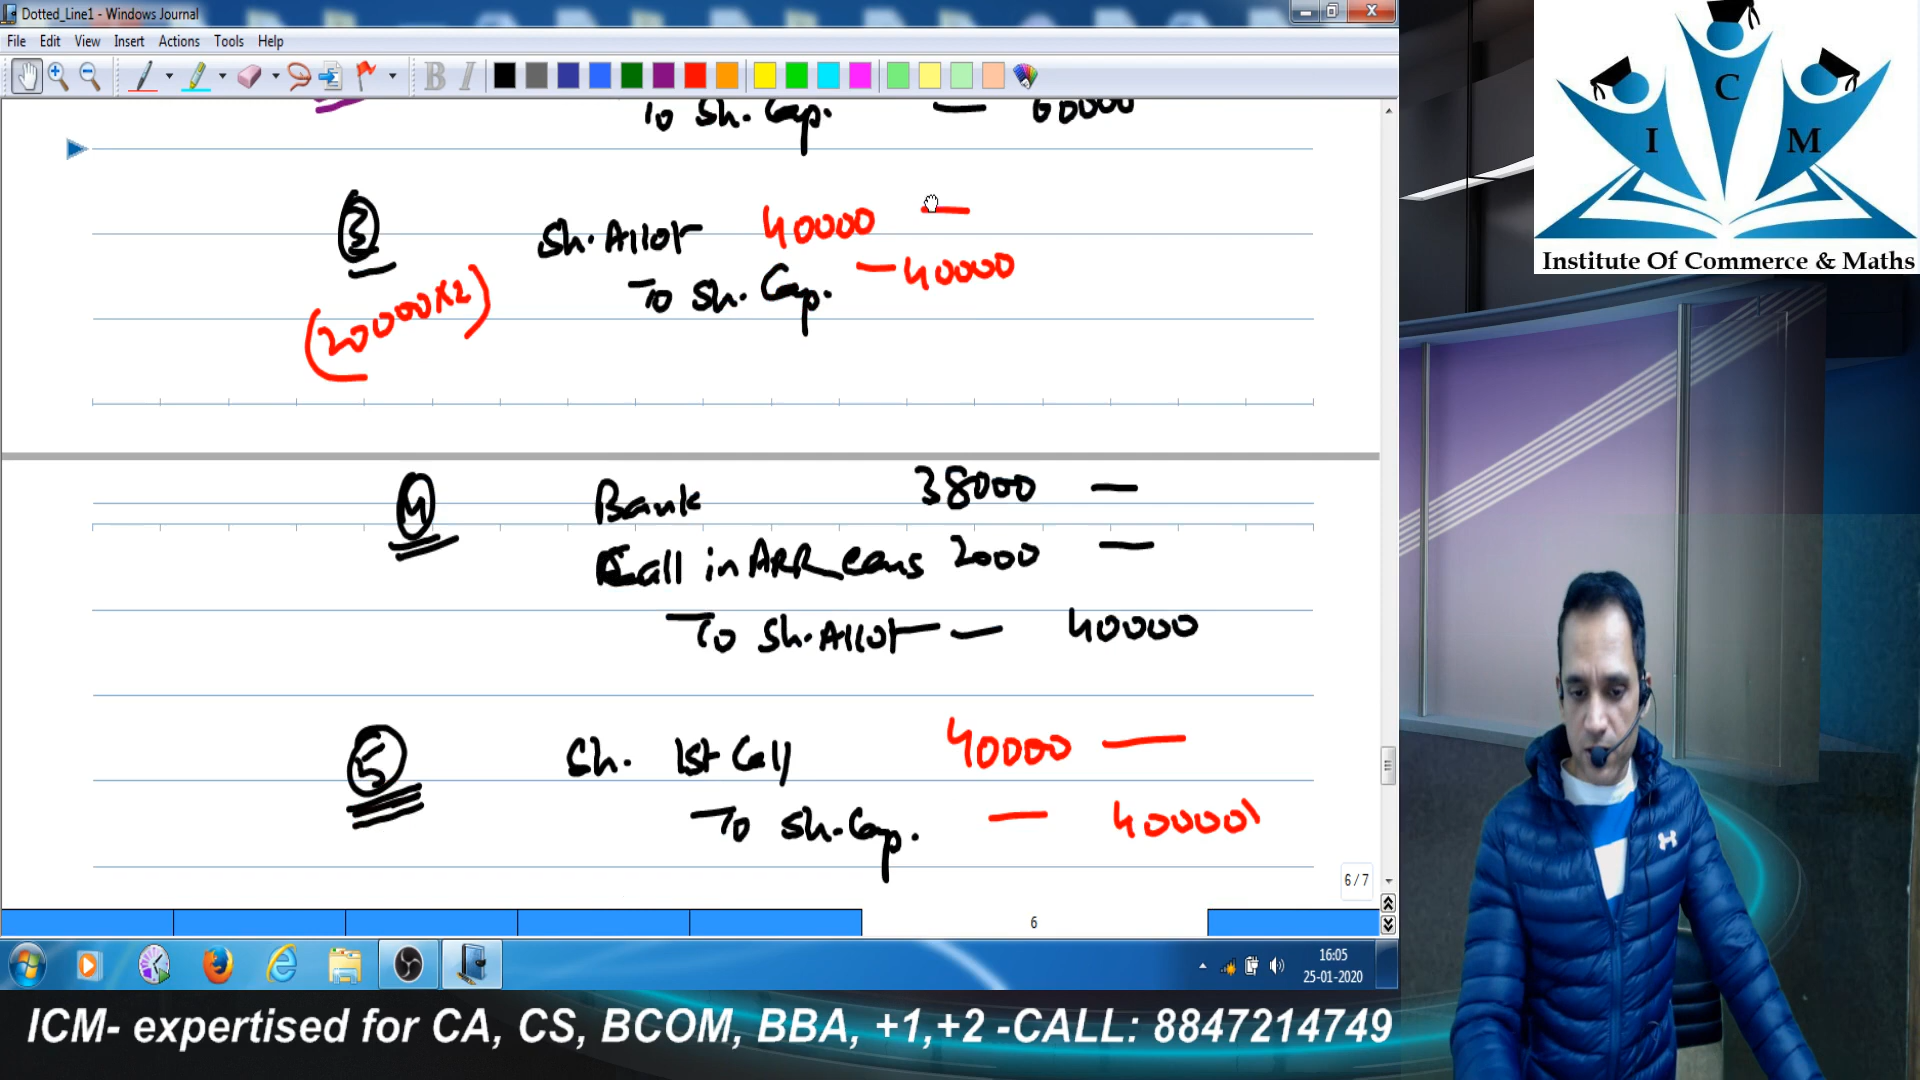 Dotted_Line1 - Windows Journal
File Edit View Insert Actions Tools Help
B I
To Sh. Cap. — 60000
③ Sh. Allot 40000 —
To Sh. Cap. — 40000
(20000x2)
④ Bank 38000 —
Call in ARRears 2000 —
To Sh. Allot — 40000
⑤ Sh. 1st Call 40000 —
To Sh. Cap. — 40000
6 / 7
6
16:05
25-01-2020
I C M
Institute Of Commerce & Maths
ICM- expertised for CA, CS, BCOM, BBA, +1,+2 -CALL: 8847214749